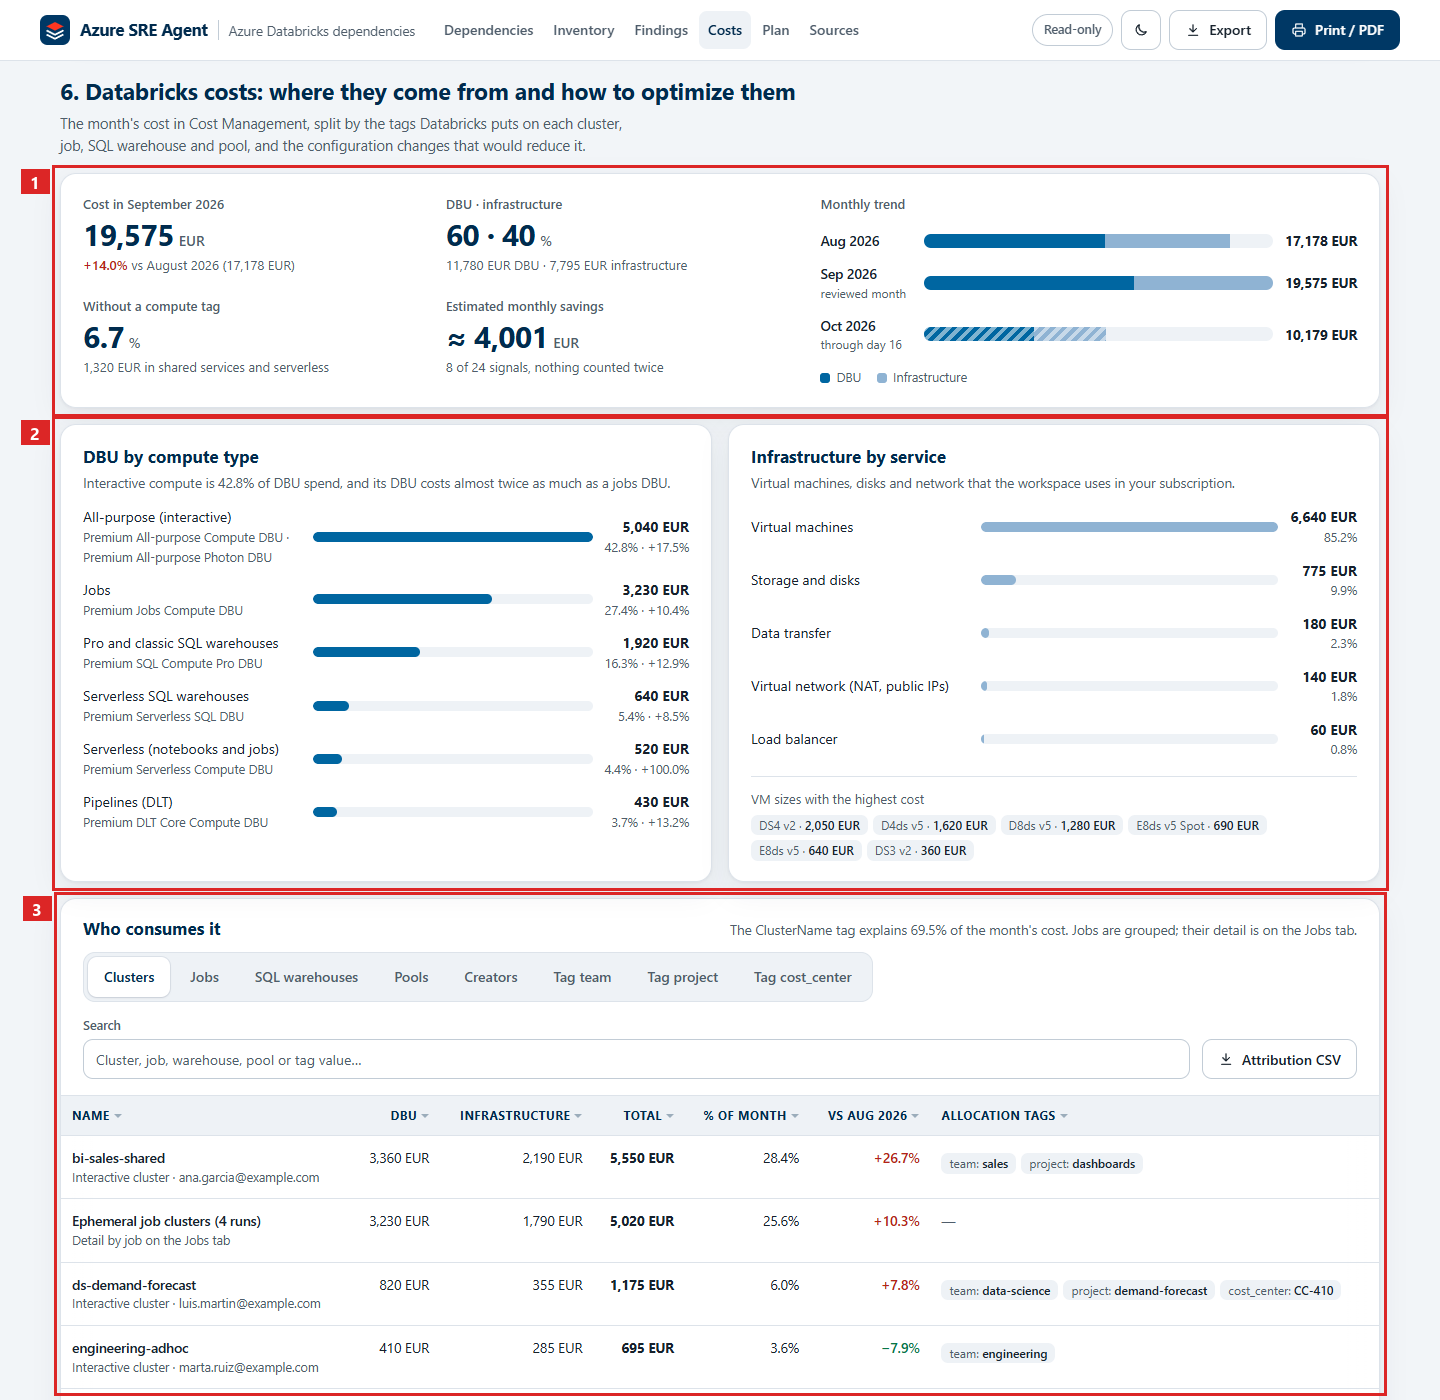 Azure SRE Agent
Azure Databricks dependencies
Dependencies
Inventory
Findings
Costs
Plan
Sources
Read-only
Export
Print / PDF
6. Databricks costs: where they come from and how to optimize them
The month's cost in Cost Management, split by the tags Databricks puts on each cluster,
job, SQL warehouse and pool, and the configuration changes that would reduce it.
1
Cost in September 2026
19,575 EUR
+14.0% vs August 2026 (17,178 EUR)
DBU · infrastructure
60 · 40 %
11,780 EUR DBU · 7,795 EUR infrastructure
Without a compute tag
6.7 %
1,320 EUR in shared services and serverless
Estimated monthly savings
≈ 4,001 EUR
8 of 24 signals, nothing counted twice
Monthly trend
Aug 2026
17,178 EUR
Sep 2026
reviewed month
19,575 EUR
Oct 2026
through day 16
10,179 EUR
DBU
Infrastructure
2
DBU by compute type
Interactive compute is 42.8% of DBU spend, and its DBU costs almost twice as much as a jobs DBU.
All-purpose (interactive)
Premium All-purpose Compute DBU ·
Premium All-purpose Photon DBU
5,040 EUR
42.8% · +17.5%
Jobs
Premium Jobs Compute DBU
3,230 EUR
27.4% · +10.4%
Pro and classic SQL warehouses
Premium SQL Compute Pro DBU
1,920 EUR
16.3% · +12.9%
Serverless SQL warehouses
Premium Serverless SQL DBU
640 EUR
5.4% · +8.5%
Serverless (notebooks and jobs)
Premium Serverless Compute DBU
520 EUR
4.4% · +100.0%
Pipelines (DLT)
Premium DLT Core Compute DBU
430 EUR
3.7% · +13.2%
Infrastructure by service
Virtual machines, disks and network that the workspace uses in your subscription.
Virtual machines
6,640 EUR
85.2%
Storage and disks
775 EUR
9.9%
Data transfer
180 EUR
2.3%
Virtual network (NAT, public IPs)
140 EUR
1.8%
Load balancer
60 EUR
0.8%
VM sizes with the highest cost
DS4 v2 · 2,050 EUR
D4ds v5 · 1,620 EUR
D8ds v5 · 1,280 EUR
E8ds v5 Spot · 690 EUR
E8ds v5 · 640 EUR
DS3 v2 · 360 EUR
3
Who consumes it
The ClusterName tag explains 69.5% of the month's cost. Jobs are grouped; their detail is on the Jobs tab.
Clusters
Jobs
SQL warehouses
Pools
Creators
Tag team
Tag project
Tag cost_center
Search
Cluster, job, warehouse, pool or tag value...
Attribution CSV
NAME
DBU
INFRASTRUCTURE
TOTAL
% OF MONTH
VS AUG 2026
ALLOCATION TAGS
bi-sales-shared
Interactive cluster · ana.garcia@example.com
3,360 EUR
2,190 EUR
5,550 EUR
28.4%
+26.7%
team: sales
project: dashboards
Ephemeral job clusters (4 runs)
Detail by job on the Jobs tab
3,230 EUR
1,790 EUR
5,020 EUR
25.6%
+10.3%
—
ds-demand-forecast
Interactive cluster · luis.martin@example.com
820 EUR
355 EUR
1,175 EUR
6.0%
+7.8%
team: data-science
project: demand-forecast
cost_center: CC-410
engineering-adhoc
Interactive cluster · marta.ruiz@example.com
410 EUR
285 EUR
695 EUR
3.6%
−7.9%
team: engineering